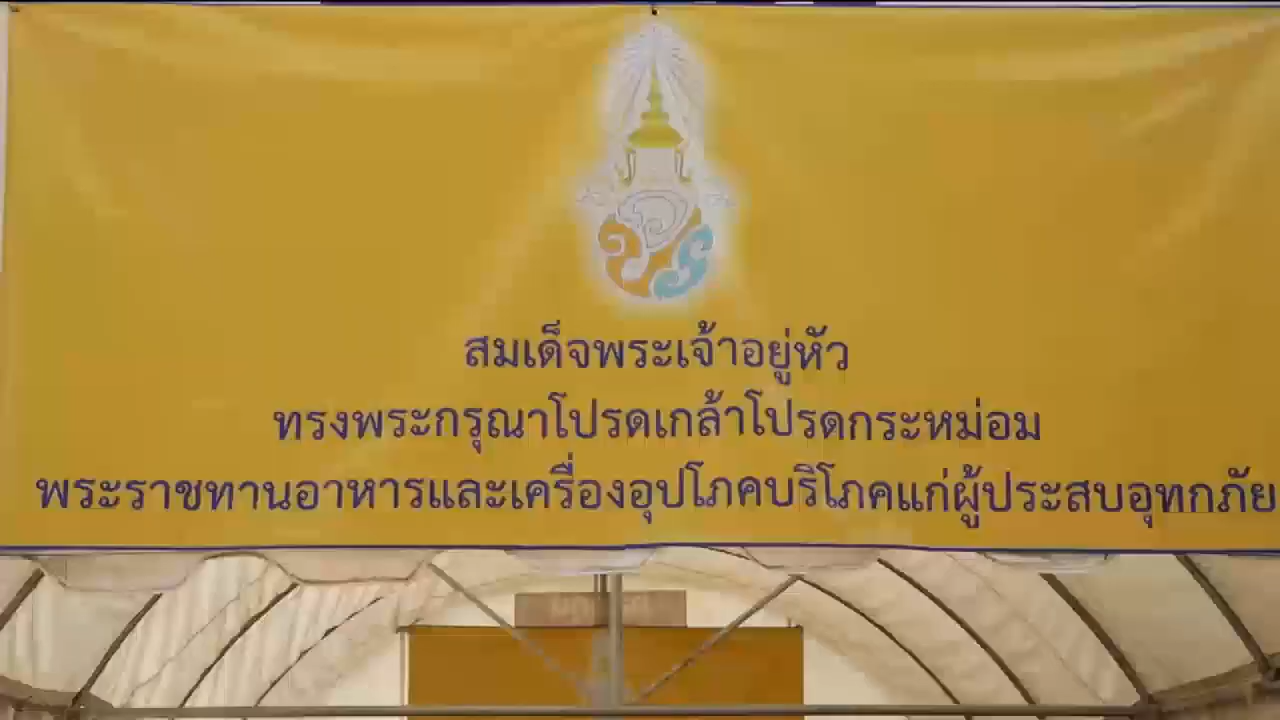 สมเด็จพระเจ้าอยู่หัว
ทรงพระกรุณาโปรดเกล้าโปรดกระหม่อม
พระราชทานอาหารและเครื่องอุปโภคบริโภคแก่ผู้ประสบอุทกภัย